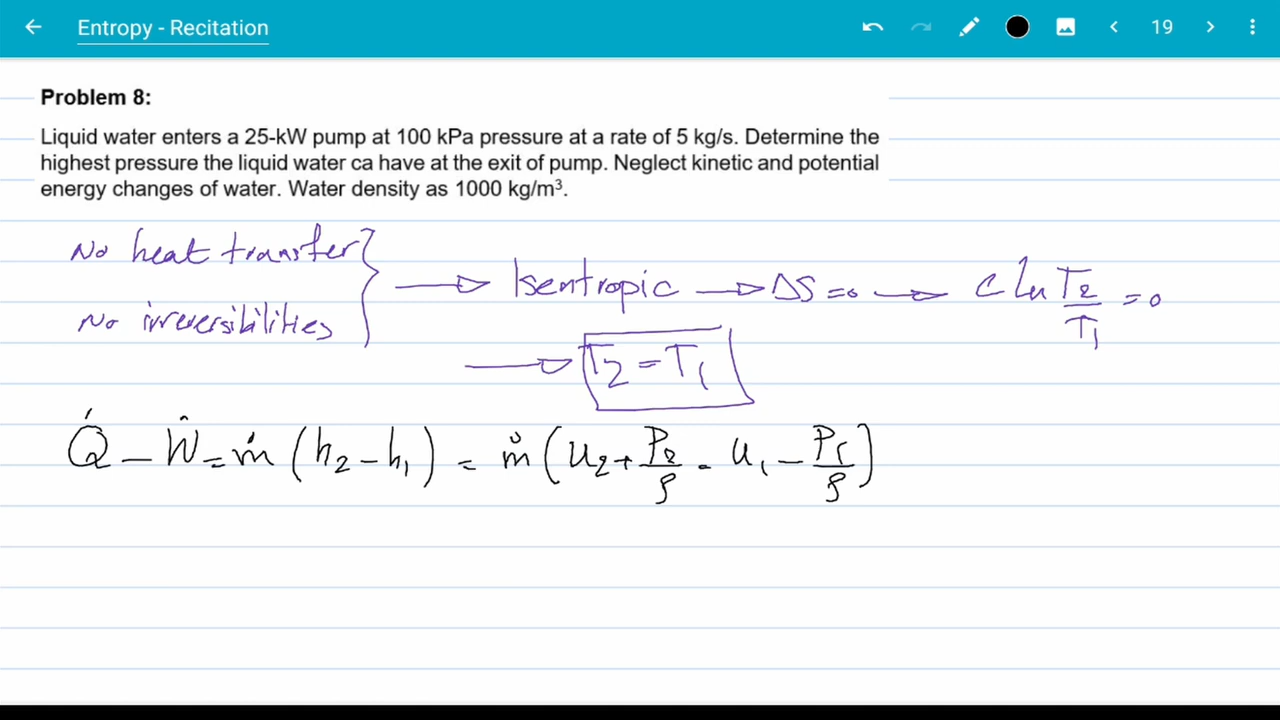 Entropy - Recitation
19
Problem 8:
Liquid water enters a 25-kW pump at 100 kPa pressure at a rate of 5 kg/s. Determine the
highest pressure the liquid water ca have at the exit of pump. Neglect kinetic and potential
energy changes of water. Water density as 1000 kg/m³.
No heat transfer
No irreversibilities
} → Isentropic → ΔS = 0 → C ln T₂/T₁ = 0
→ T₂ = T₁
Q̇ - Ẇ = ṁ (h₂ - h₁) = ṁ (u₂ + P₂/ρ - u₁ - P₁/ρ)